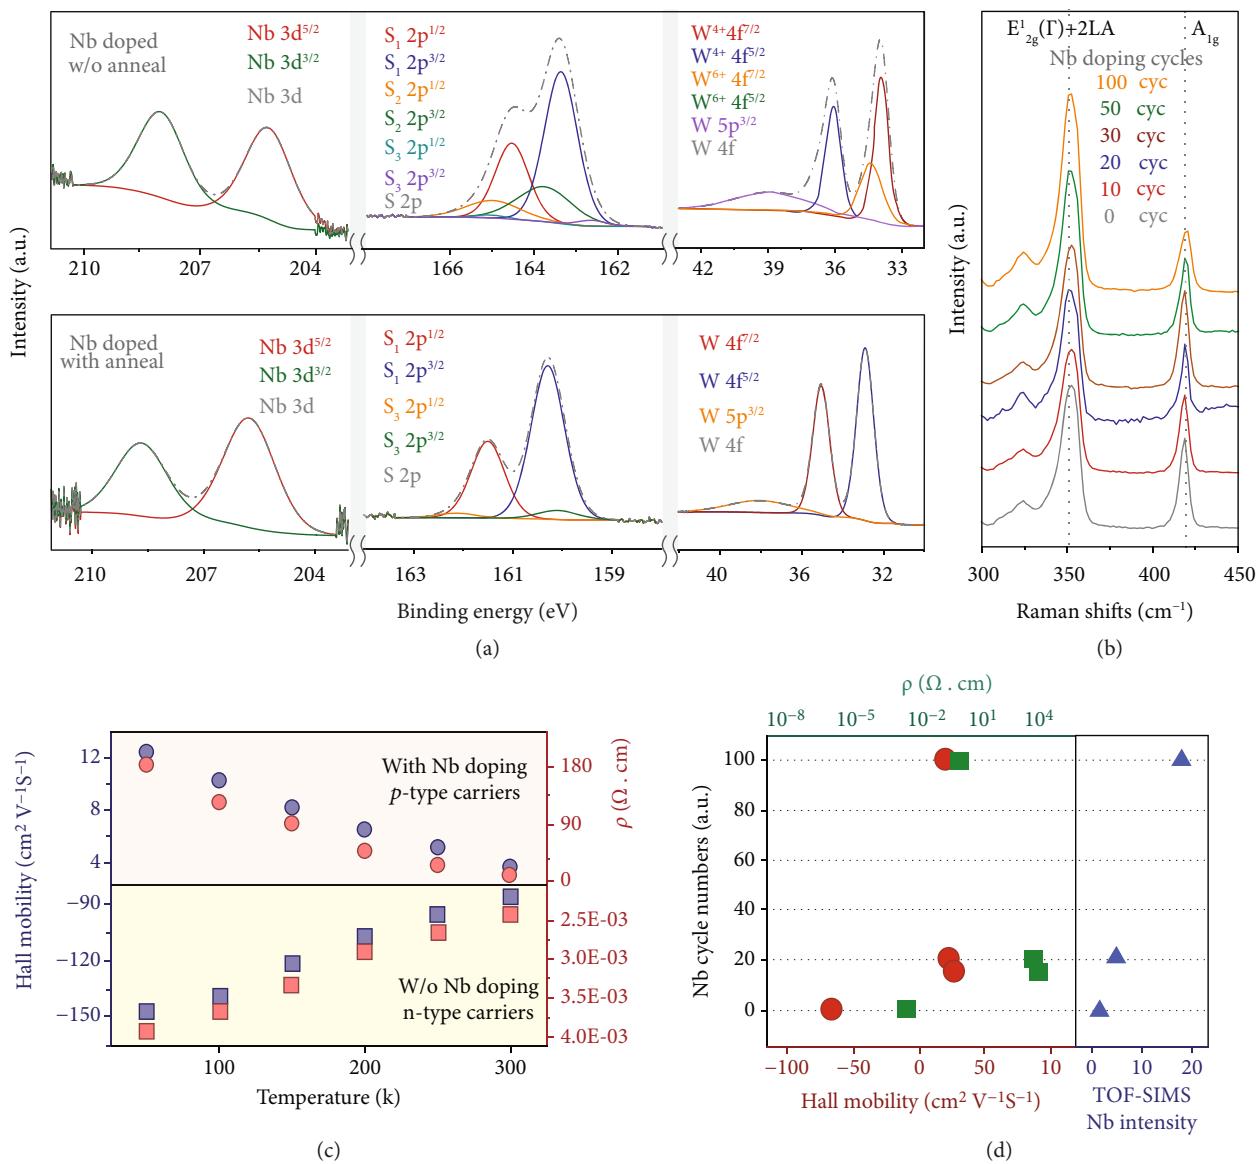 Nb doped
w/o anneal
Nb 3d5/2
Nb 3d3/2
Nb 3d
S1 2p1/2
S1 2p3/2
S2 2p1/2
S2 2p3/2
S3 2p1/2
S3 2p3/2
S 2p
W4+4f7/2
W4+ 4f5/2
W6+ 4f7/2
W6+ 4f5/2
W 5p3/2
W 4f
210 207 204 166 164 162 42 39 36 33
Nb doped
with anneal
Nb 3d5/2
Nb 3d3/2
Nb 3d
S1 2p1/2
S1 2p3/2
S3 2p1/2
S3 2p3/2
S 2p
W 4f7/2
W 4f5/2
W 5p3/2
W 4f
210 207 204 163 161 159 40 36 32
Intensity (a.u.)
Binding energy (eV)
(a)
E12g(Γ)+2LA
A1g
Nb doping cycles
100 cyc
50 cyc
30 cyc
20 cyc
10 cyc
0 cyc
Intensity (a.u.)
300 350 400 450
Raman shifts (cm−1)
(b)
Hall mobility (cm2 V−1S−1)
12
8
4
−90
−120
−150
With Nb doping
p-type carriers
W/o Nb doping
n-type carriers
180
90
0
2.5E-03
3.0E-03
3.5E-03
4.0E-03
ρ (Ω . cm)
100 200 300
Temperature (k)
(c)
ρ (Ω . cm)
10−8 10−5 10−2 101 104
Nb cycle numbers (a.u.)
100
80
60
40
20
0
−100 −50 0 50 10 0 10 20
Hall mobility (cm2 V−1S−1)
TOF-SIMS
Nb intensity
(d)